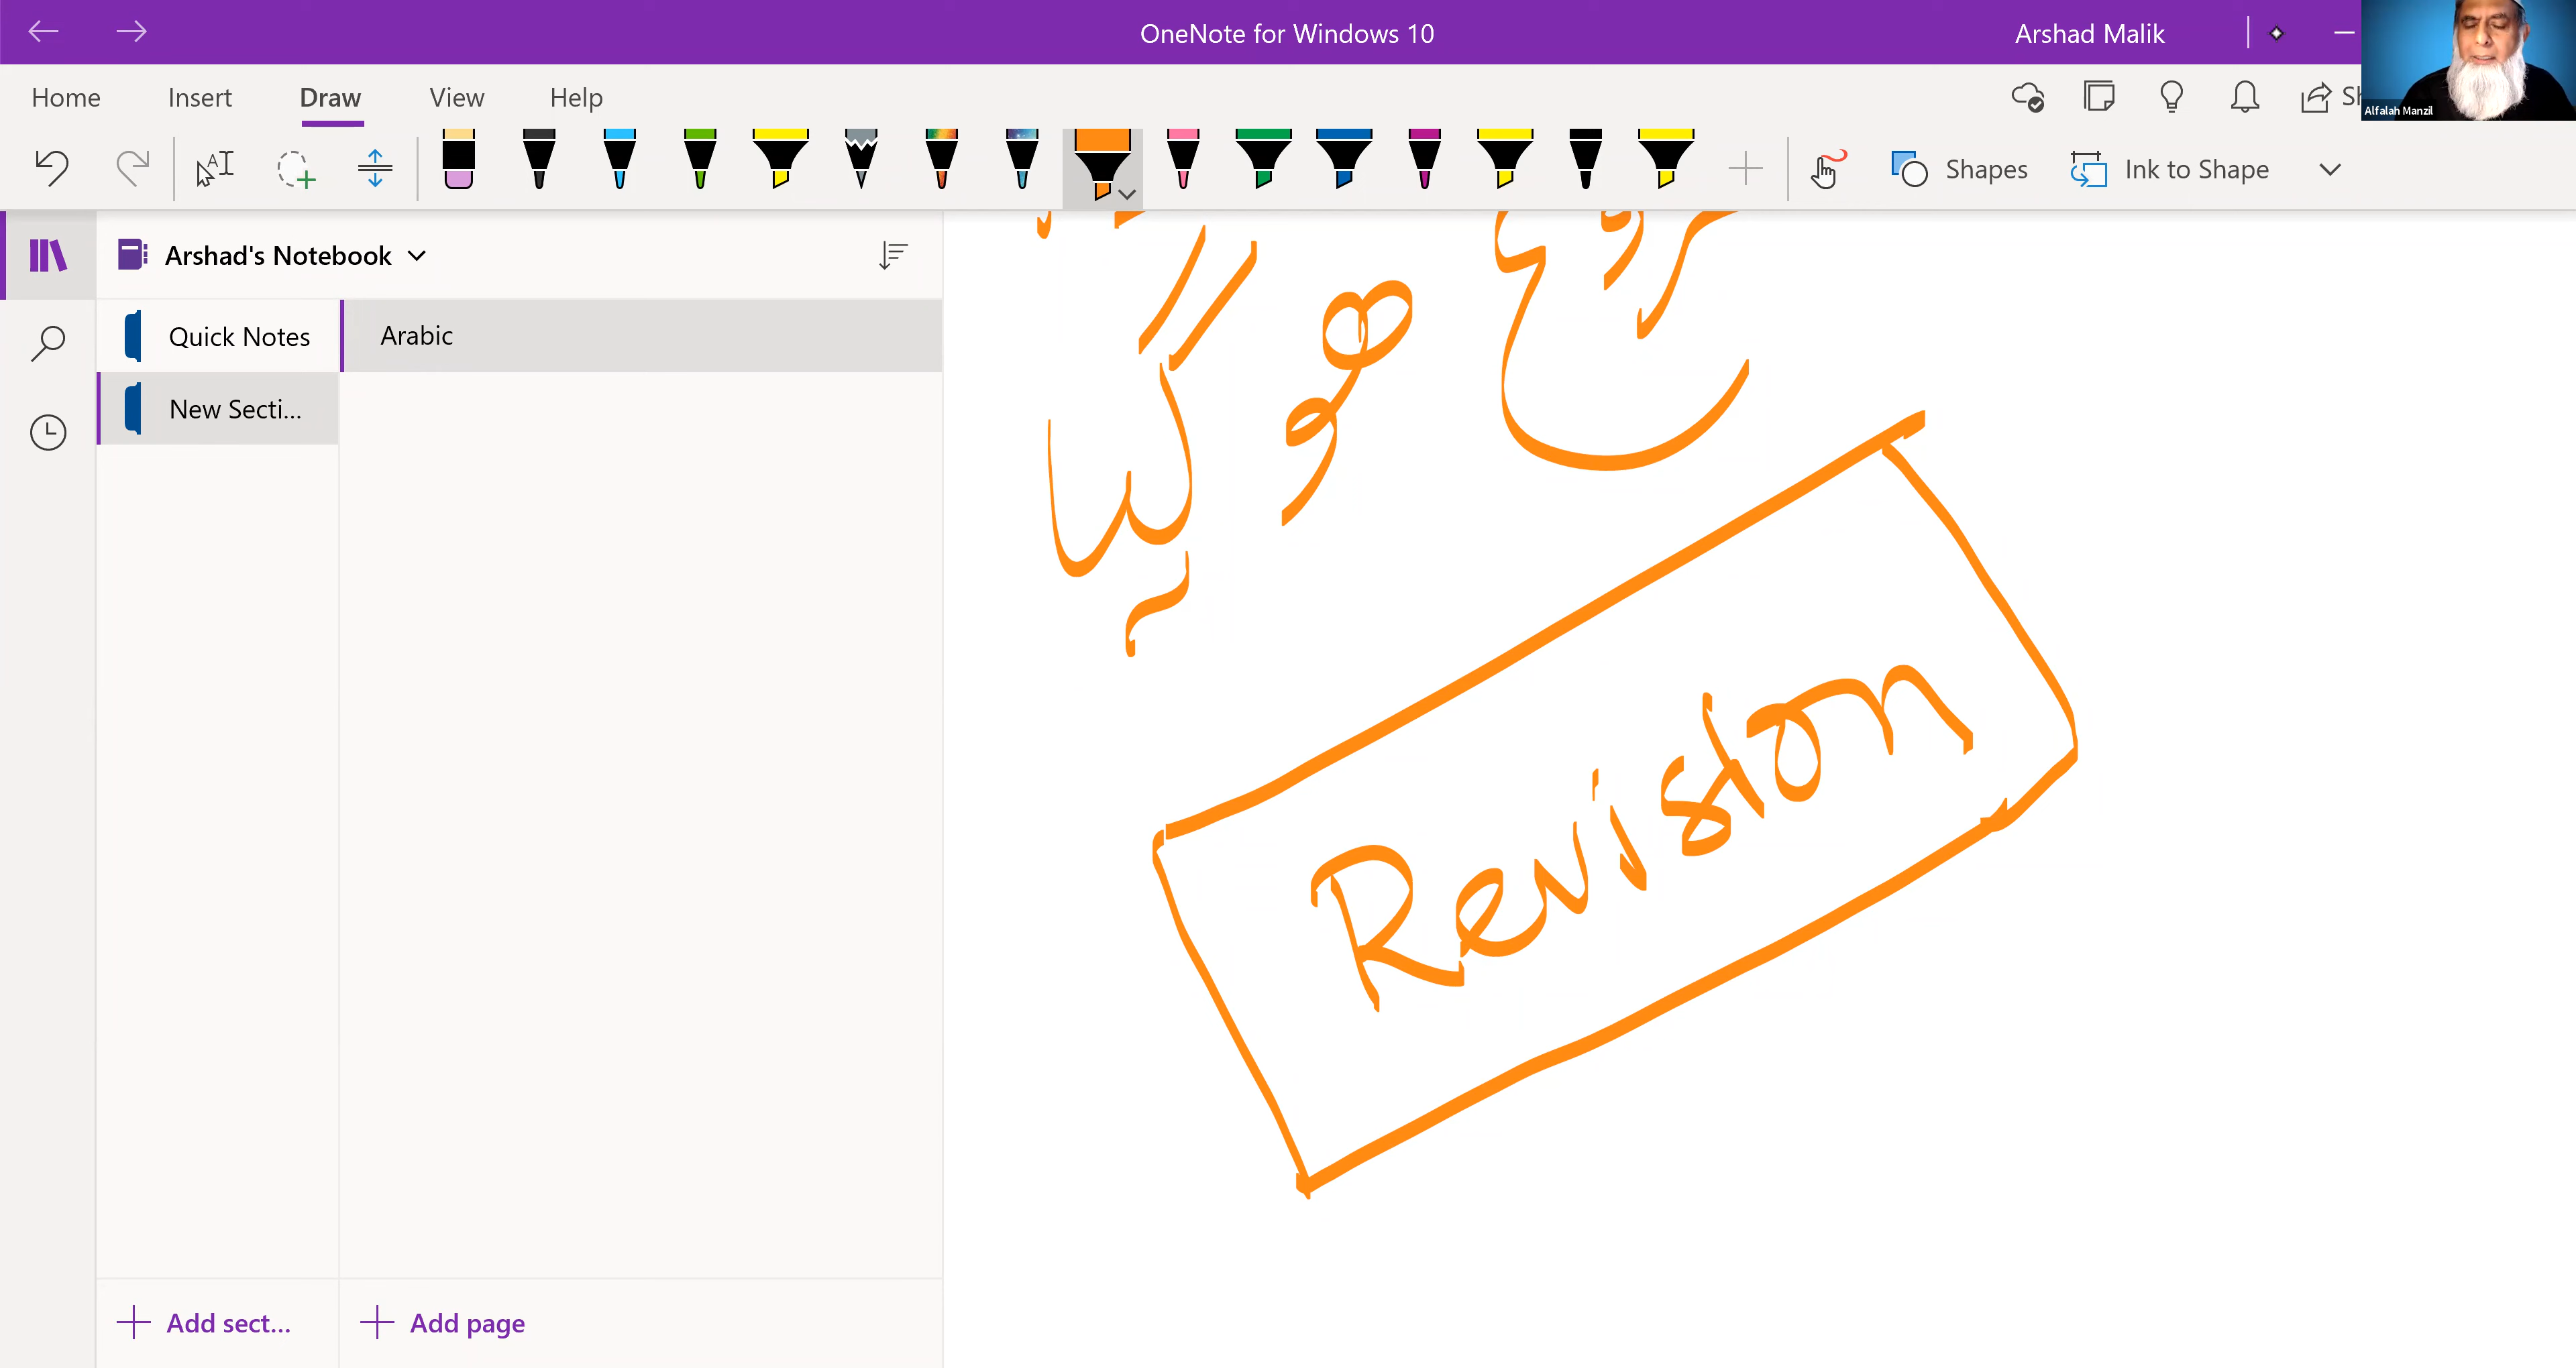 OneNote for Windows 10
Arshad Malik
Home Insert Draw View Help
Alfalah Manzil
Shapes
Ink to Shape
Arshad's Notebook
Quick Notes
Arabic
New Secti...
Revision
Add sect...
Add page